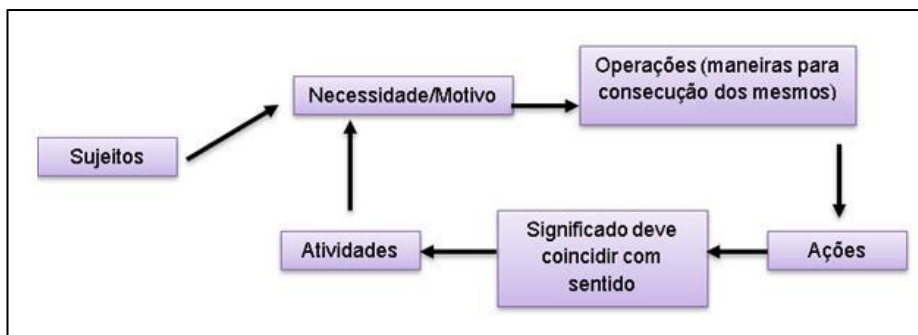 Sujeitos
Necessidade/Motivo
Operações (maneiras para
consecução dos mesmos)
Ações
Significado deve
coincidir com
sentido
Atividades